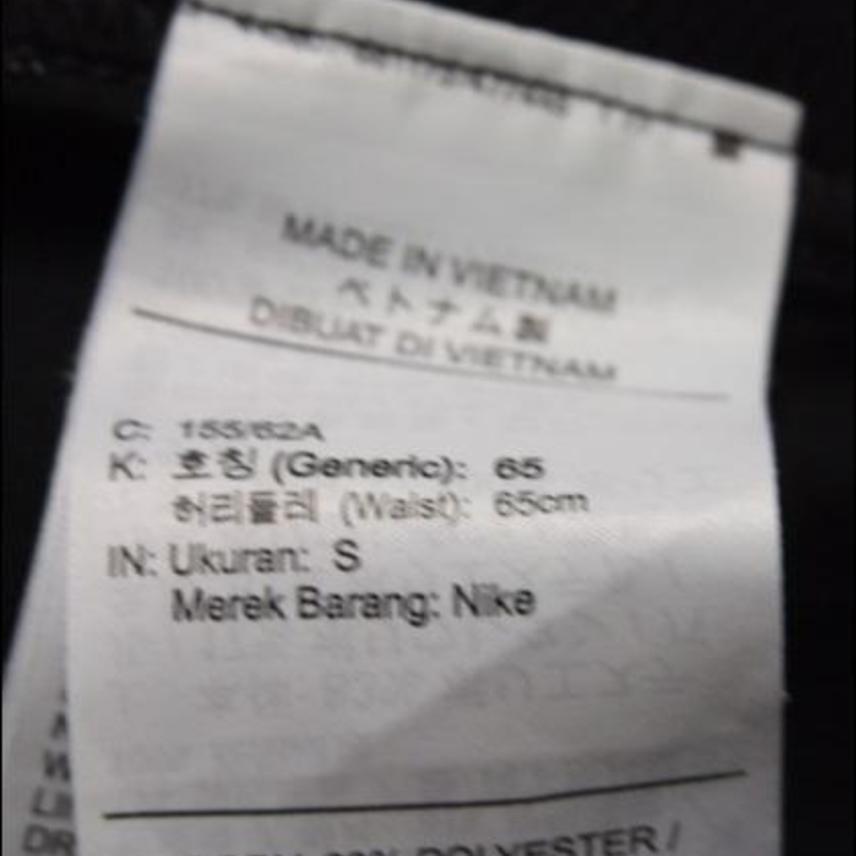 MADE IN VIETNAM
ベトナム製
DIBUAT DI VIETNAM
C: 155/62A
K: 호칭 (Generic): 65
허리둘레 (Waist): 65cm
IN: Ukuran: S
Merek Barang: Nike
POLYESTER /